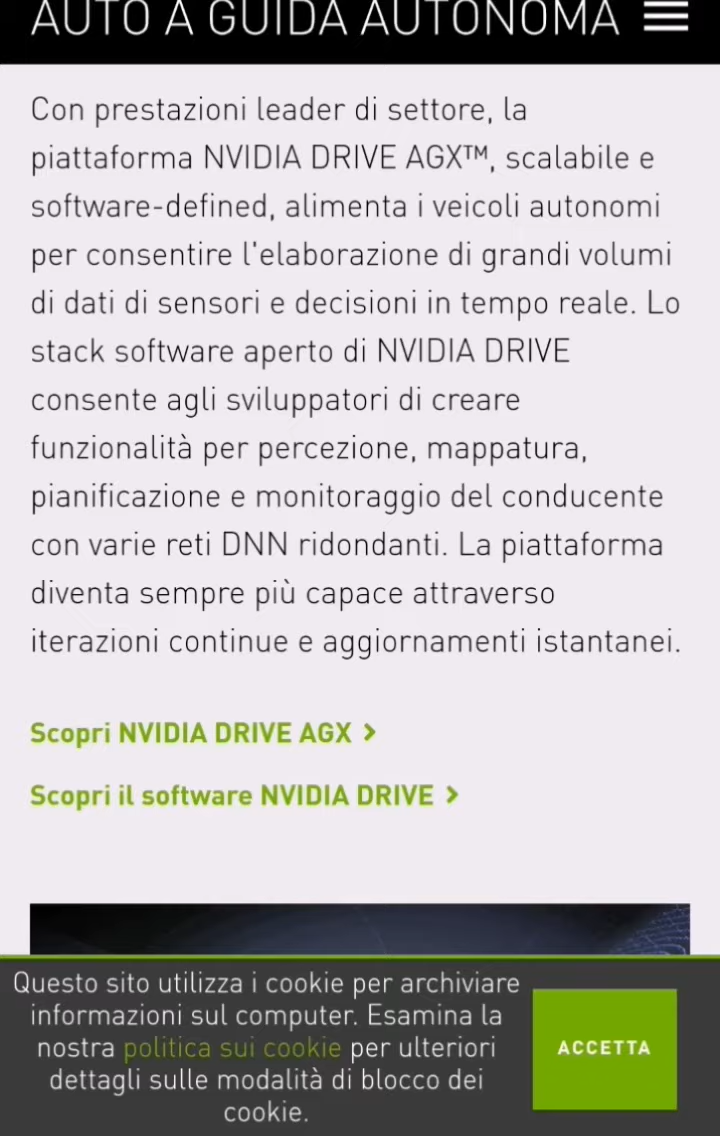 AUTO A GUIDA AUTONOMA
Con prestazioni leader di settore, la
piattaforma NVIDIA DRIVE AGX™, scalabile e
software-defined, alimenta i veicoli autonomi
per consentire l'elaborazione di grandi volumi
di dati di sensori e decisioni in tempo reale. Lo
stack software aperto di NVIDIA DRIVE
consente agli sviluppatori di creare
funzionalità per percezione, mappatura,
pianificazione e monitoraggio del conducente
con varie reti DNN ridondanti. La piattaforma
diventa sempre più capace attraverso
iterazioni continue e aggiornamenti istantanei.
Scopri NVIDIA DRIVE AGX >
Scopri il software NVIDIA DRIVE >
Questo sito utilizza i cookie per archiviare
informazioni sul computer. Esamina la
nostra politica sui cookie per ulteriori
dettagli sulle modalità di blocco dei
cookie.
ACCETTA